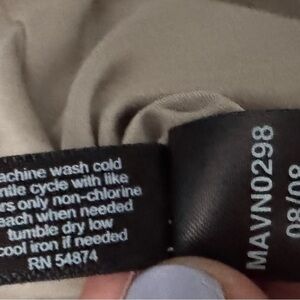 achine wash cold
ntle cycle with like
rs only non-chlorine
each when needed
tumble dry low
cool iron if needed
RN 54874
MAVN0298
08/08